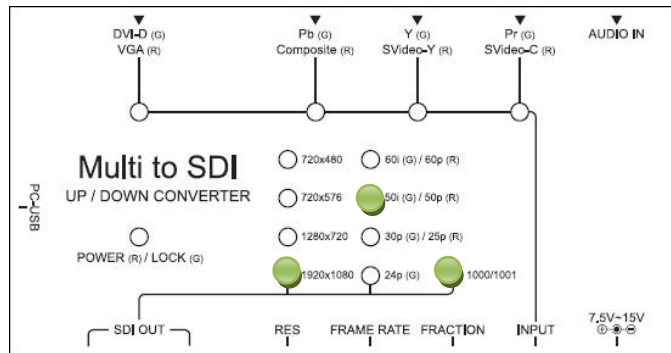 DVI-D (G)
VGA (R)
Pb (G)
Composite (R)
Y (G)
SVideo-Y (R)
Pr (G)
SVideo-C (R)
AUDIO IN
Multi to SDI
UP / DOWN CONVERTER
PC-USB
POWER (R) / LOCK (G)
720x480
60i (G) / 60p (R)
720x576
50i (G) / 50p (R)
1280x720
30p (G) / 25p (R)
1920x1080
24p (G)
1000/1001
SDI OUT
RES
FRAME RATE
FRACTION
INPUT
7.5V~15V